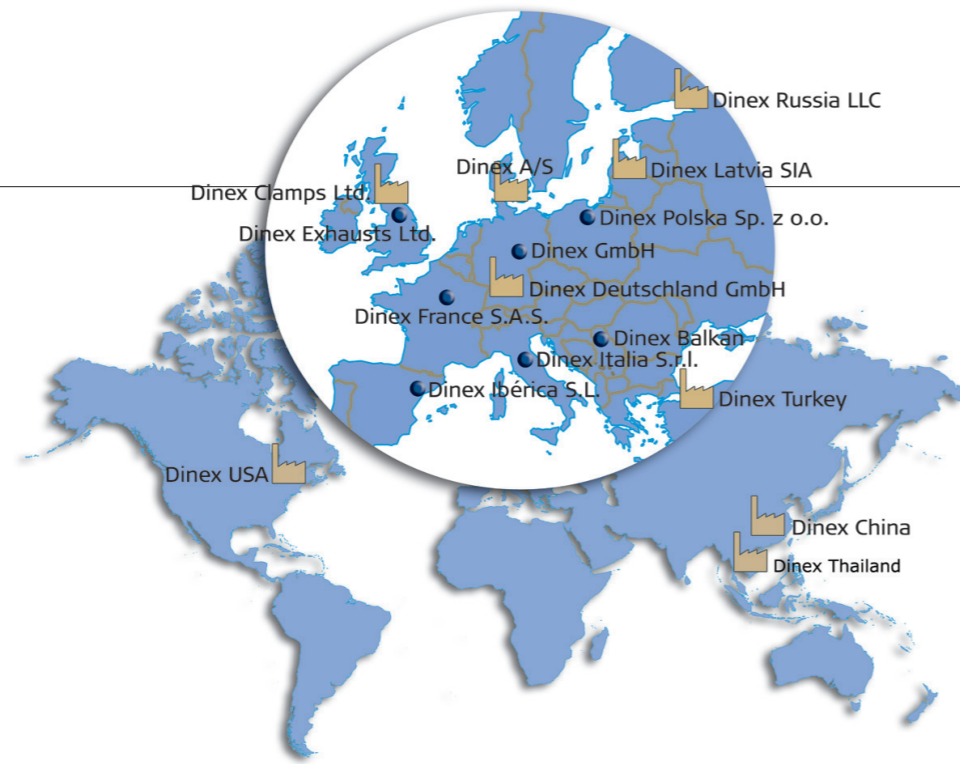 Dinex Russia LLC
Dinex A/S
Dinex Latvia SIA
Dinex Clamps Ltd.
Dinex Polska Sp. z o.o.
Dinex Exhausts Ltd.
Dinex GmbH
Dinex Deutschland GmbH
Dinex France S.A.S.
Dinex Balkan
Dinex Italia S.r.l.
Dinex Ibérica S.L.
Dinex Turkey
Dinex USA
Dinex China
Dinex Thailand